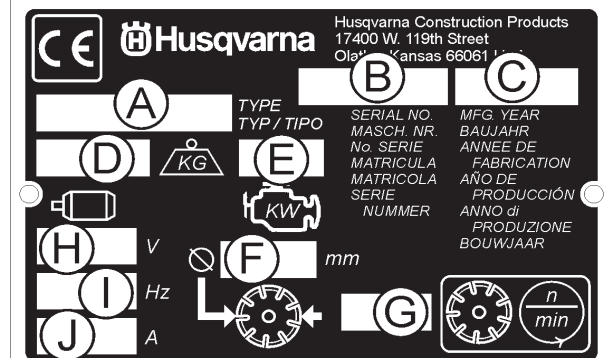 CE
Husqvarna
Husqvarna Construction Products
17400 W. 119th Street
Kansas 66061
A
TYPE
TYP / TIPO
B
SERIAL NO.
MASCH. NR.
No. SERIE
MATRICULA
MATRICOLA
SERIE
NUMMER
C
MFG. YEAR
BAUJAHR
ANNEE DE
FABRICATION
AÑO DE
PRODUCCIÓN
ANNO di
PRODUZIONE
BOUWJAAR
D
KG
E
KW
H
V
F
mm
I
Hz
J
A
G
n
min